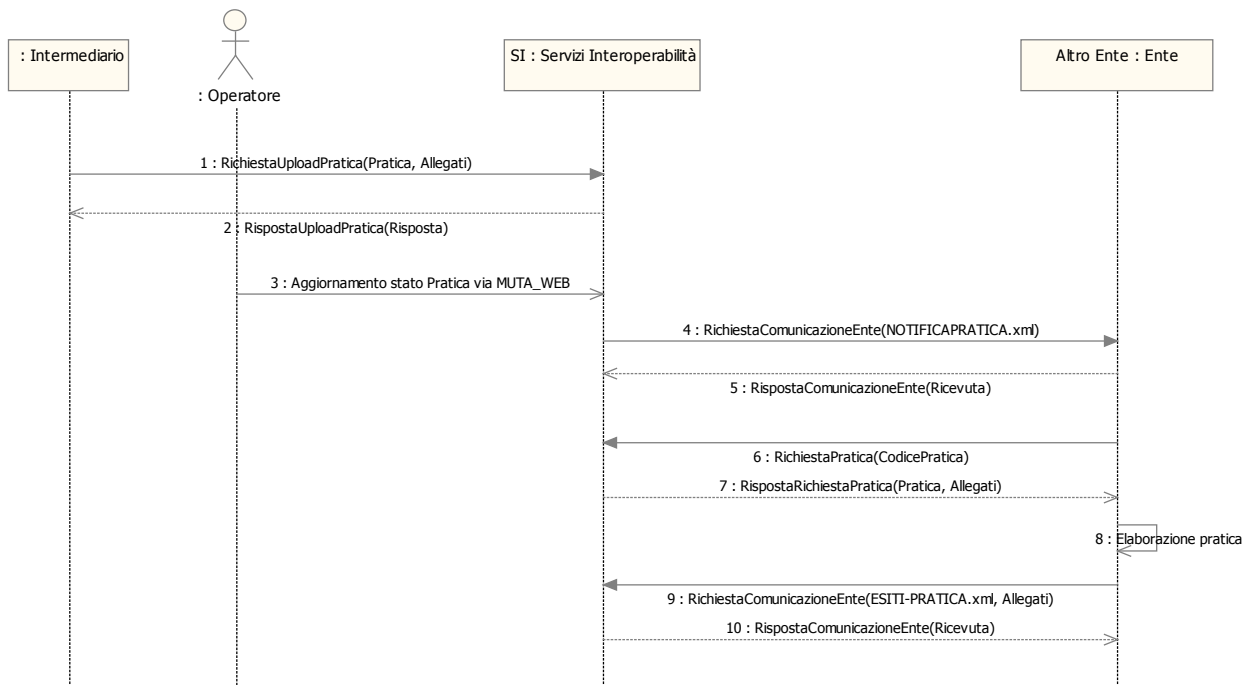 : Intermediario
: Operatore
SI : Servizi Interoperabilità
Altro Ente : Ente
1 : RichiestaUploadPratica(Pratica, Allegati)
2 : RispostaUploadPratica(Risposta)
3 : Aggiornamento stato Pratica via MUTA_WEB
4 : RichiestaComunicazioneEnte(NOTIFICAPRATICA.xml)
5 : RispostaComunicazioneEnte(Ricevuta)
6 : RichiestaPratica(CodicePratica)
7 : RispostaRichiestaPratica(Pratica, Allegati)
8 : Elaborazione pratica
9 : RichiestaComunicazioneEnte(ESITI-PRATICA.xml, Allegati)
10 : RispostaComunicazioneEnte(Ricevuta)